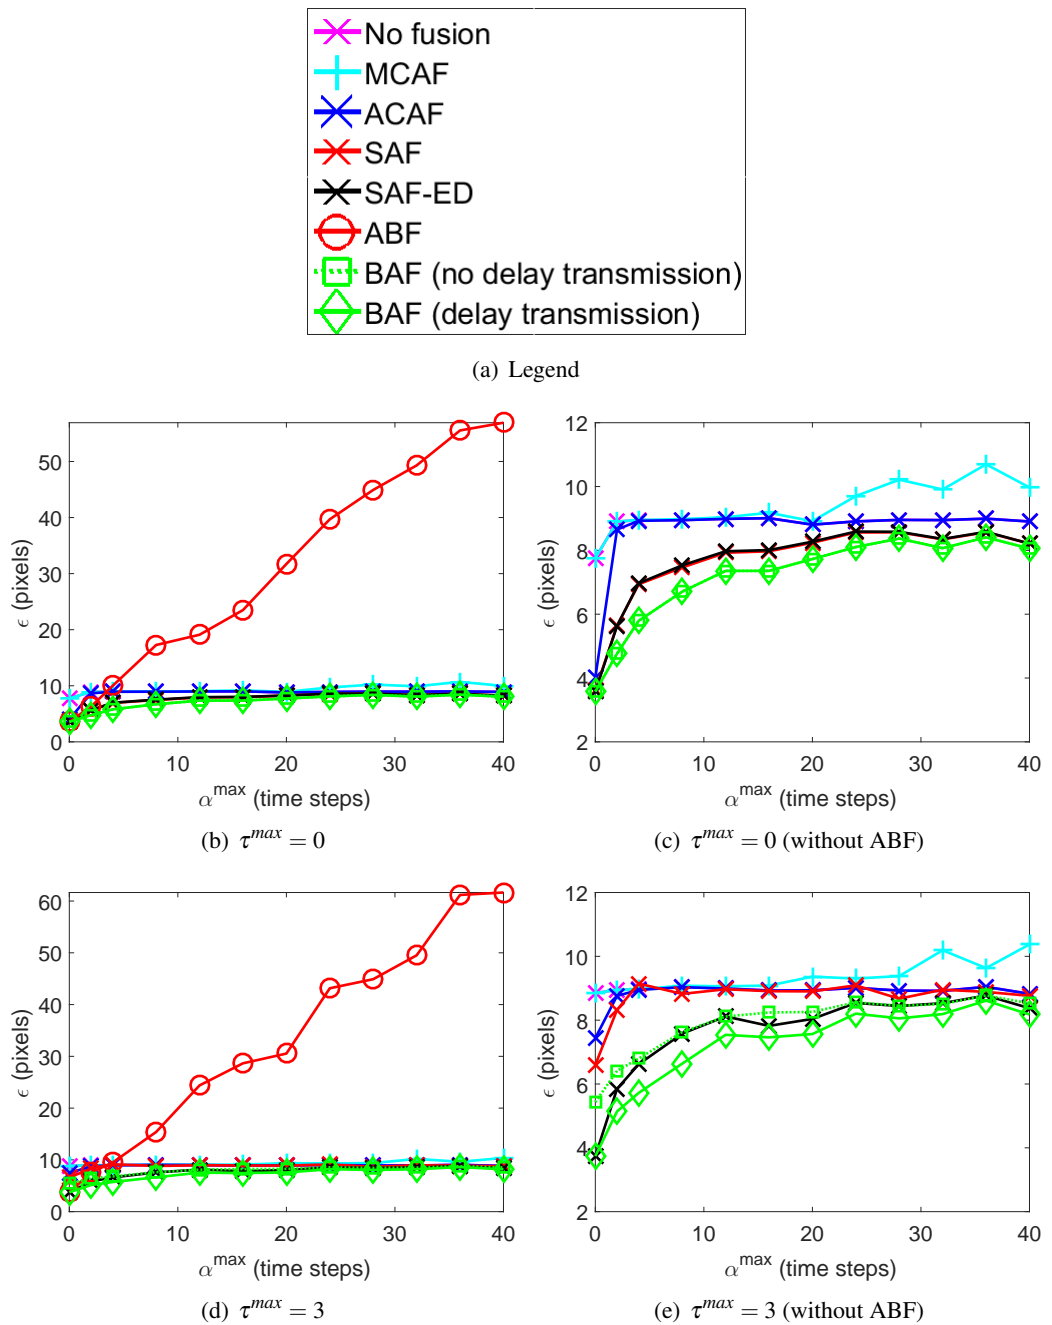 No fusion
MCAF
ACAF
SAF
SAF-ED
ABF
BAF (no delay transmission)
BAF (delay transmission)
(a) Legend
50
40
30
20
10
0
ϵ (pixels)
0 10 20 30 40
α^max (time steps)
(b) τ^max = 0
12
10
8
6
4
2
ϵ (pixels)
0 10 20 30 40
α^max (time steps)
(c) τ^max = 0 (without ABF)
60
50
40
30
20
10
0
ϵ (pixels)
0 10 20 30 40
α^max (time steps)
(d) τ^max = 3
12
10
8
6
4
2
ϵ (pixels)
0 10 20 30 40
α^max (time steps)
(e) τ^max = 3 (without ABF)